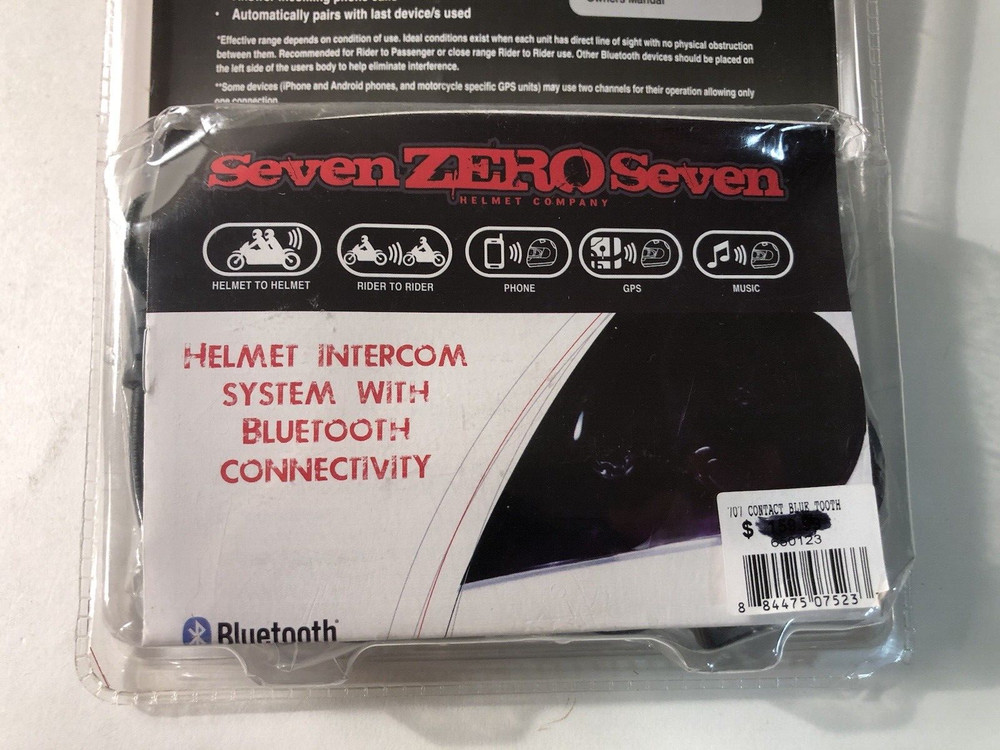 • Automatically pairs with last device/s used
Owners Manual
*Effective range depends on condition of use. Ideal conditions exist when each unit has direct line of sight with no physical obstruction
between them. Recommended for Rider to Passenger or close range Rider to Rider use. Other Bluetooth devices should be placed on
the left side of the users body to help eliminate interference.
**Some devices (iPhone and Android phones, and motorcycle specific GPS units) may use two channels for their operation allowing only
one connection.
Seven ZERO Seven
HELMET COMPANY
HELMET TO HELMET
RIDER TO RIDER
PHONE
GPS
MUSIC
HELMET INTERCOM
SYSTEM WITH
BLUETOOTH
CONNECTIVITY
707 CONTACT BLUE TOOTH
$
8 84475 07523
Bluetooth®